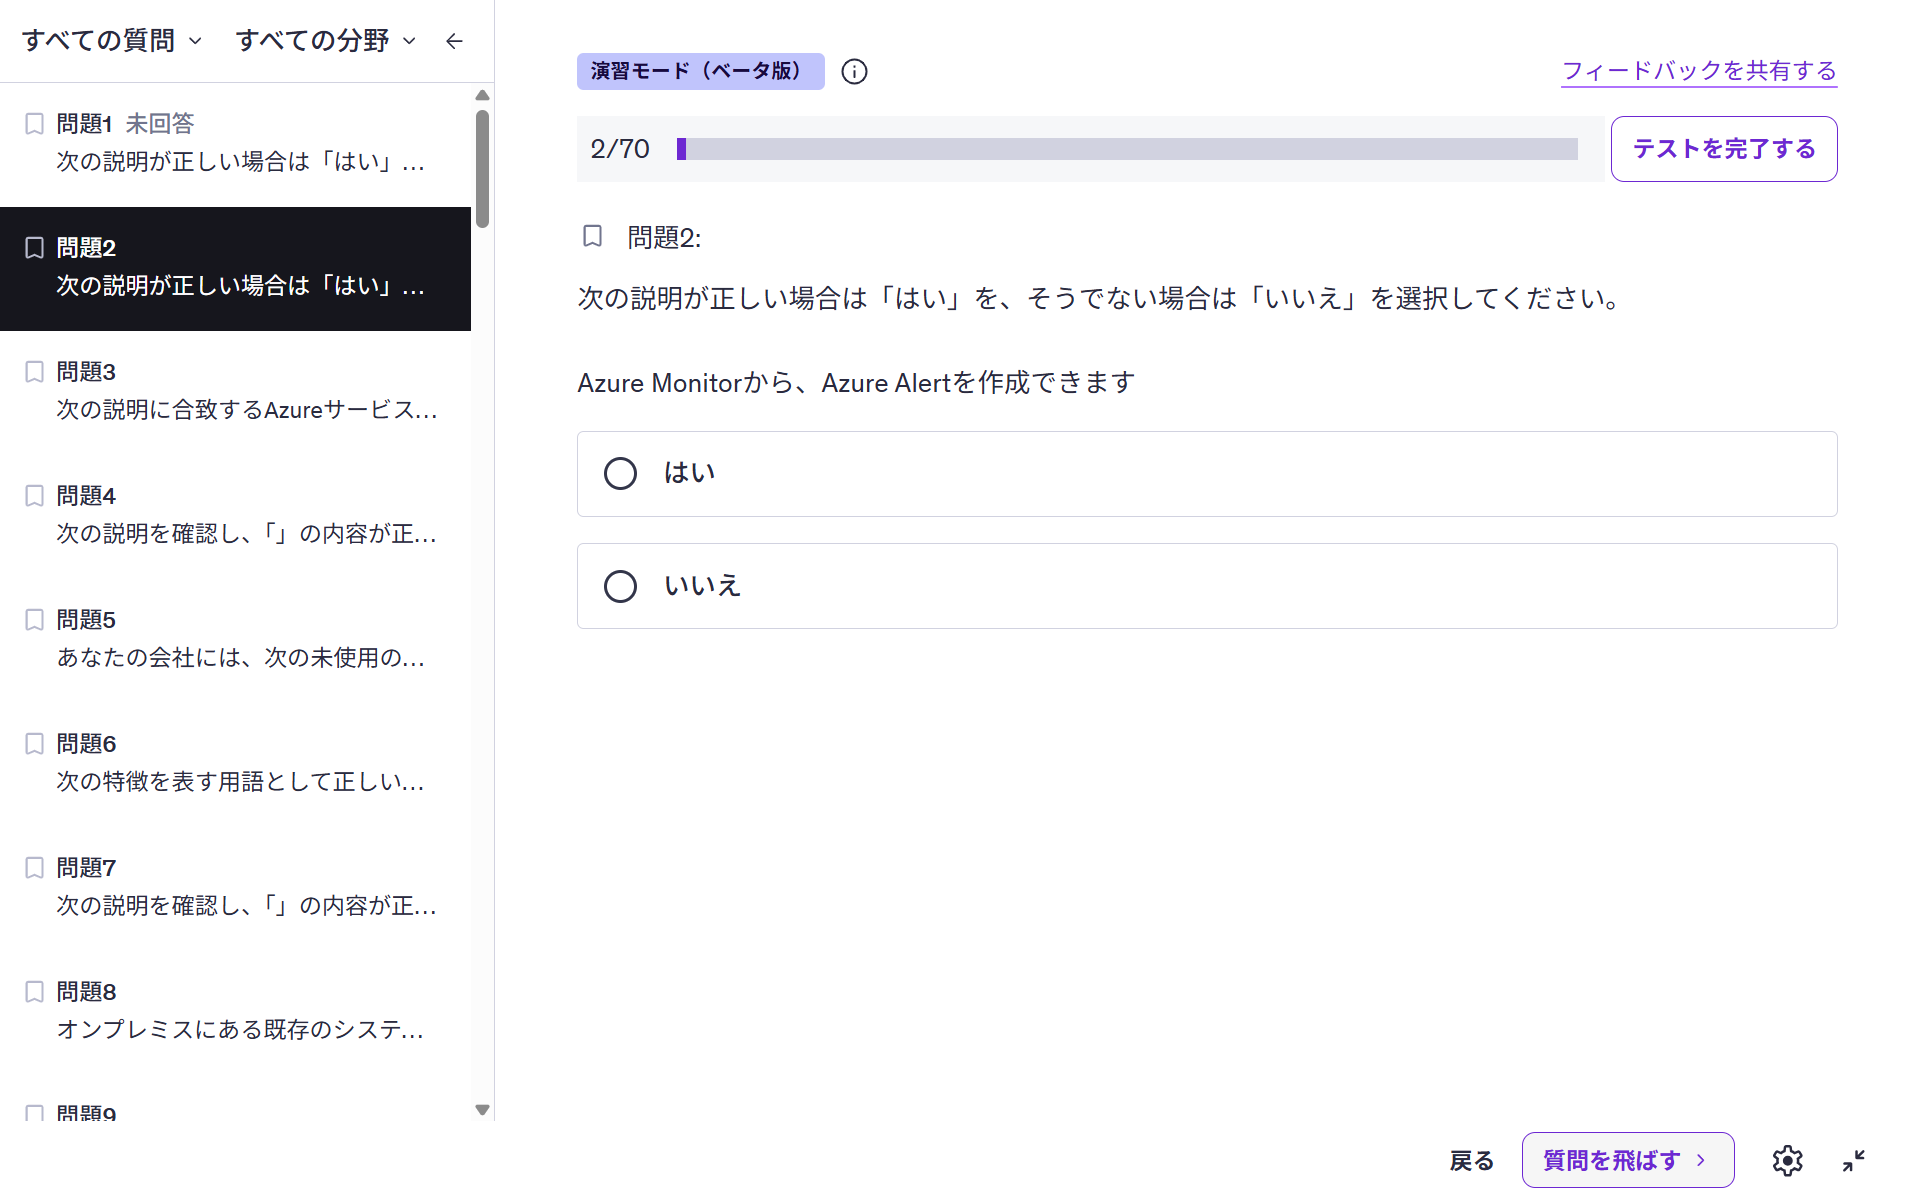 すべての質問
すべての分野
問題1 未回答
次の説明が正しい場合は「はい」...
問題2
次の説明が正しい場合は「はい」...
問題3
次の説明に合致するAzureサービス...
問題4
次の説明を確認し、「」の内容が正...
問題5
あなたの会社には、次の未使用の...
問題6
次の特徴を表す用語として正しい...
問題7
次の説明を確認し、「」の内容が正...
問題8
オンプレミスにある既存のシステ...
問題9
演習モード（ベータ版）
フィードバックを共有する
2/70
テストを完了する
問題2:
次の説明が正しい場合は「はい」を、そうでない場合は「いいえ」を選択してください。
Azure Monitorから、Azure Alertを作成できます
はい
いいえ
戻る
質問を飛ばす